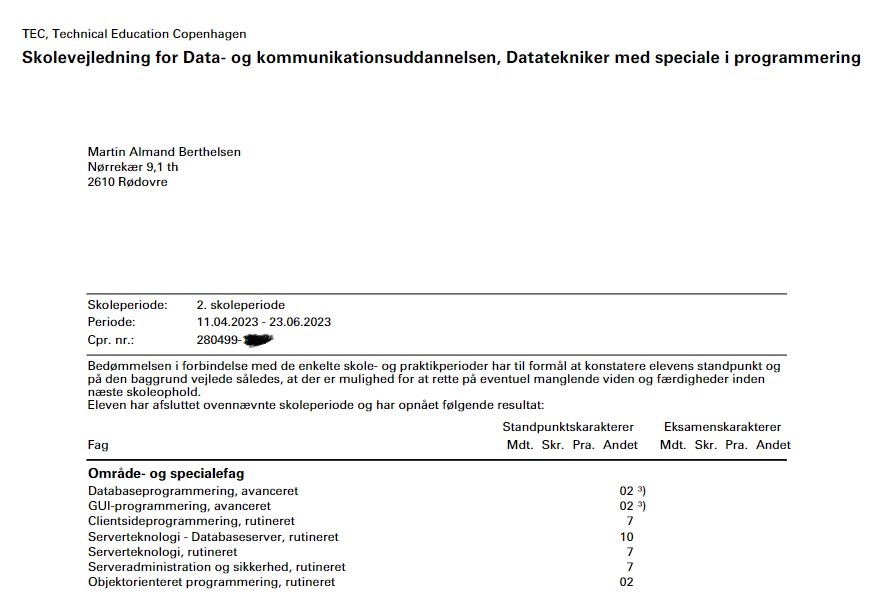 TEC, Technical Education Copenhagen
Skolevejledning for Data- og kommunikationsuddannelsen, Datatekniker med speciale i programmering
Martin Almand Berthelsen
Nørrekær 9,1 th
2610 Rødovre
Skoleperiode: 2. skoleperiode
Periode: 11.04.2023 - 23.06.2023
Cpr. nr.: 280499-
Bedømmelsen i forbindelse med de enkelte skole- og praktikperioder har til formål at konstatere elevens standpunkt og
på den baggrund vejlede således, at der er mulighed for at rette på eventuel manglende viden og færdigheder inden
næste skoleophold.
Eleven har afsluttet ovennævnte skoleperiode og har opnået følgende resultat:
Standpunktskarakterer Eksamenskarakterer
Fag Mdt. Skr. Pra. Andet Mdt. Skr. Pra. Andet
Område- og specialefag
Databaseprogrammering, avanceret 02 ³)
GUI-programmering, avanceret 02 ³)
Clientsideprogrammering, rutineret 7
Serverteknologi - Databaseserver, rutineret 10
Serverteknologi, rutineret 7
Serveradministration og sikkerhed, rutineret 7
Objektorienteret programmering, rutineret 02